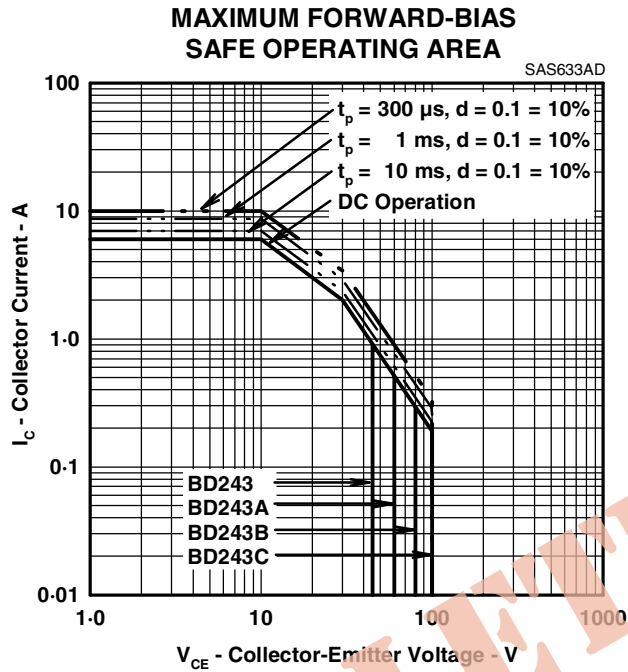 MAXIMUM FORWARD-BIAS
SAFE OPERATING AREA
SAS633AD
100
tp = 300 µs, d = 0.1 = 10%
tp = 1 ms, d = 0.1 = 10%
tp = 10 ms, d = 0.1 = 10%
DC Operation
10
1·0
0·1
0·01
IC - Collector Current - A
BD243
BD243A
BD243B
BD243C
1·0 10 100 1000
VCE - Collector-Emitter Voltage - V